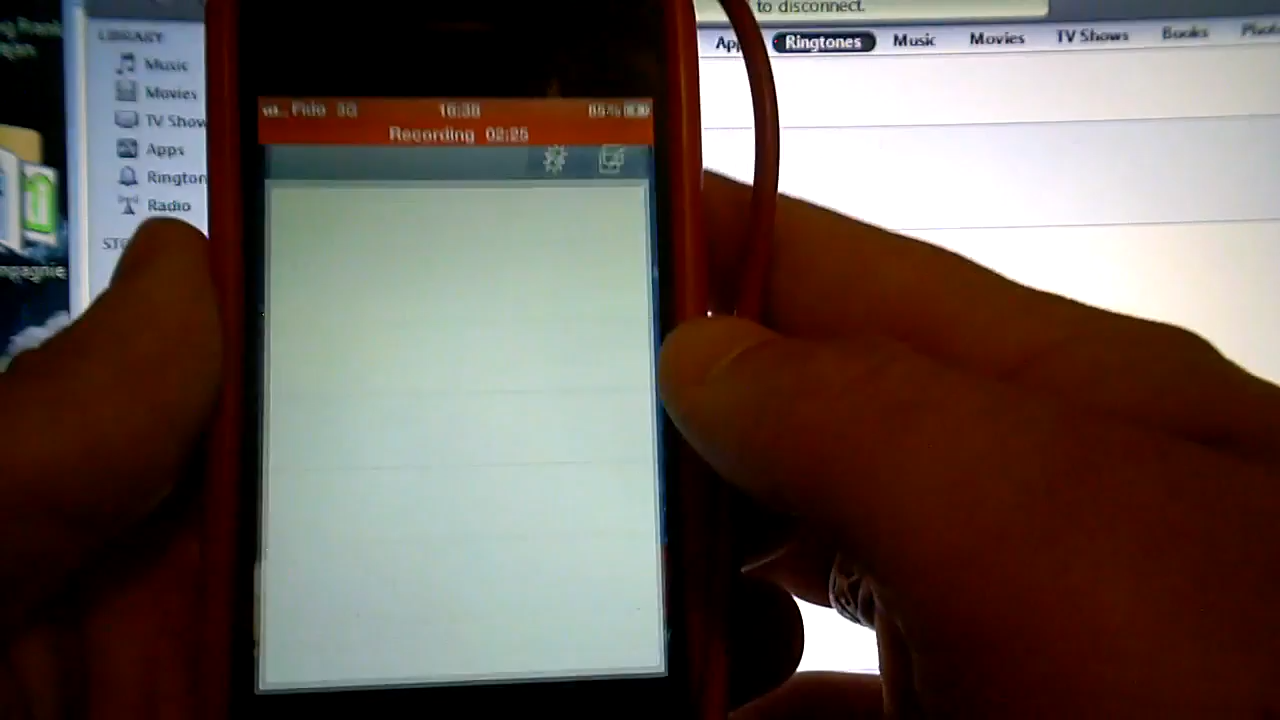 to disconnect.
Ringtones
Music
Movies
TV Shows
Books
LIBRARY
Music
Movies
TV Show
Apps
Rington
Radio
Fido 3G
16:38
Recording 02:25